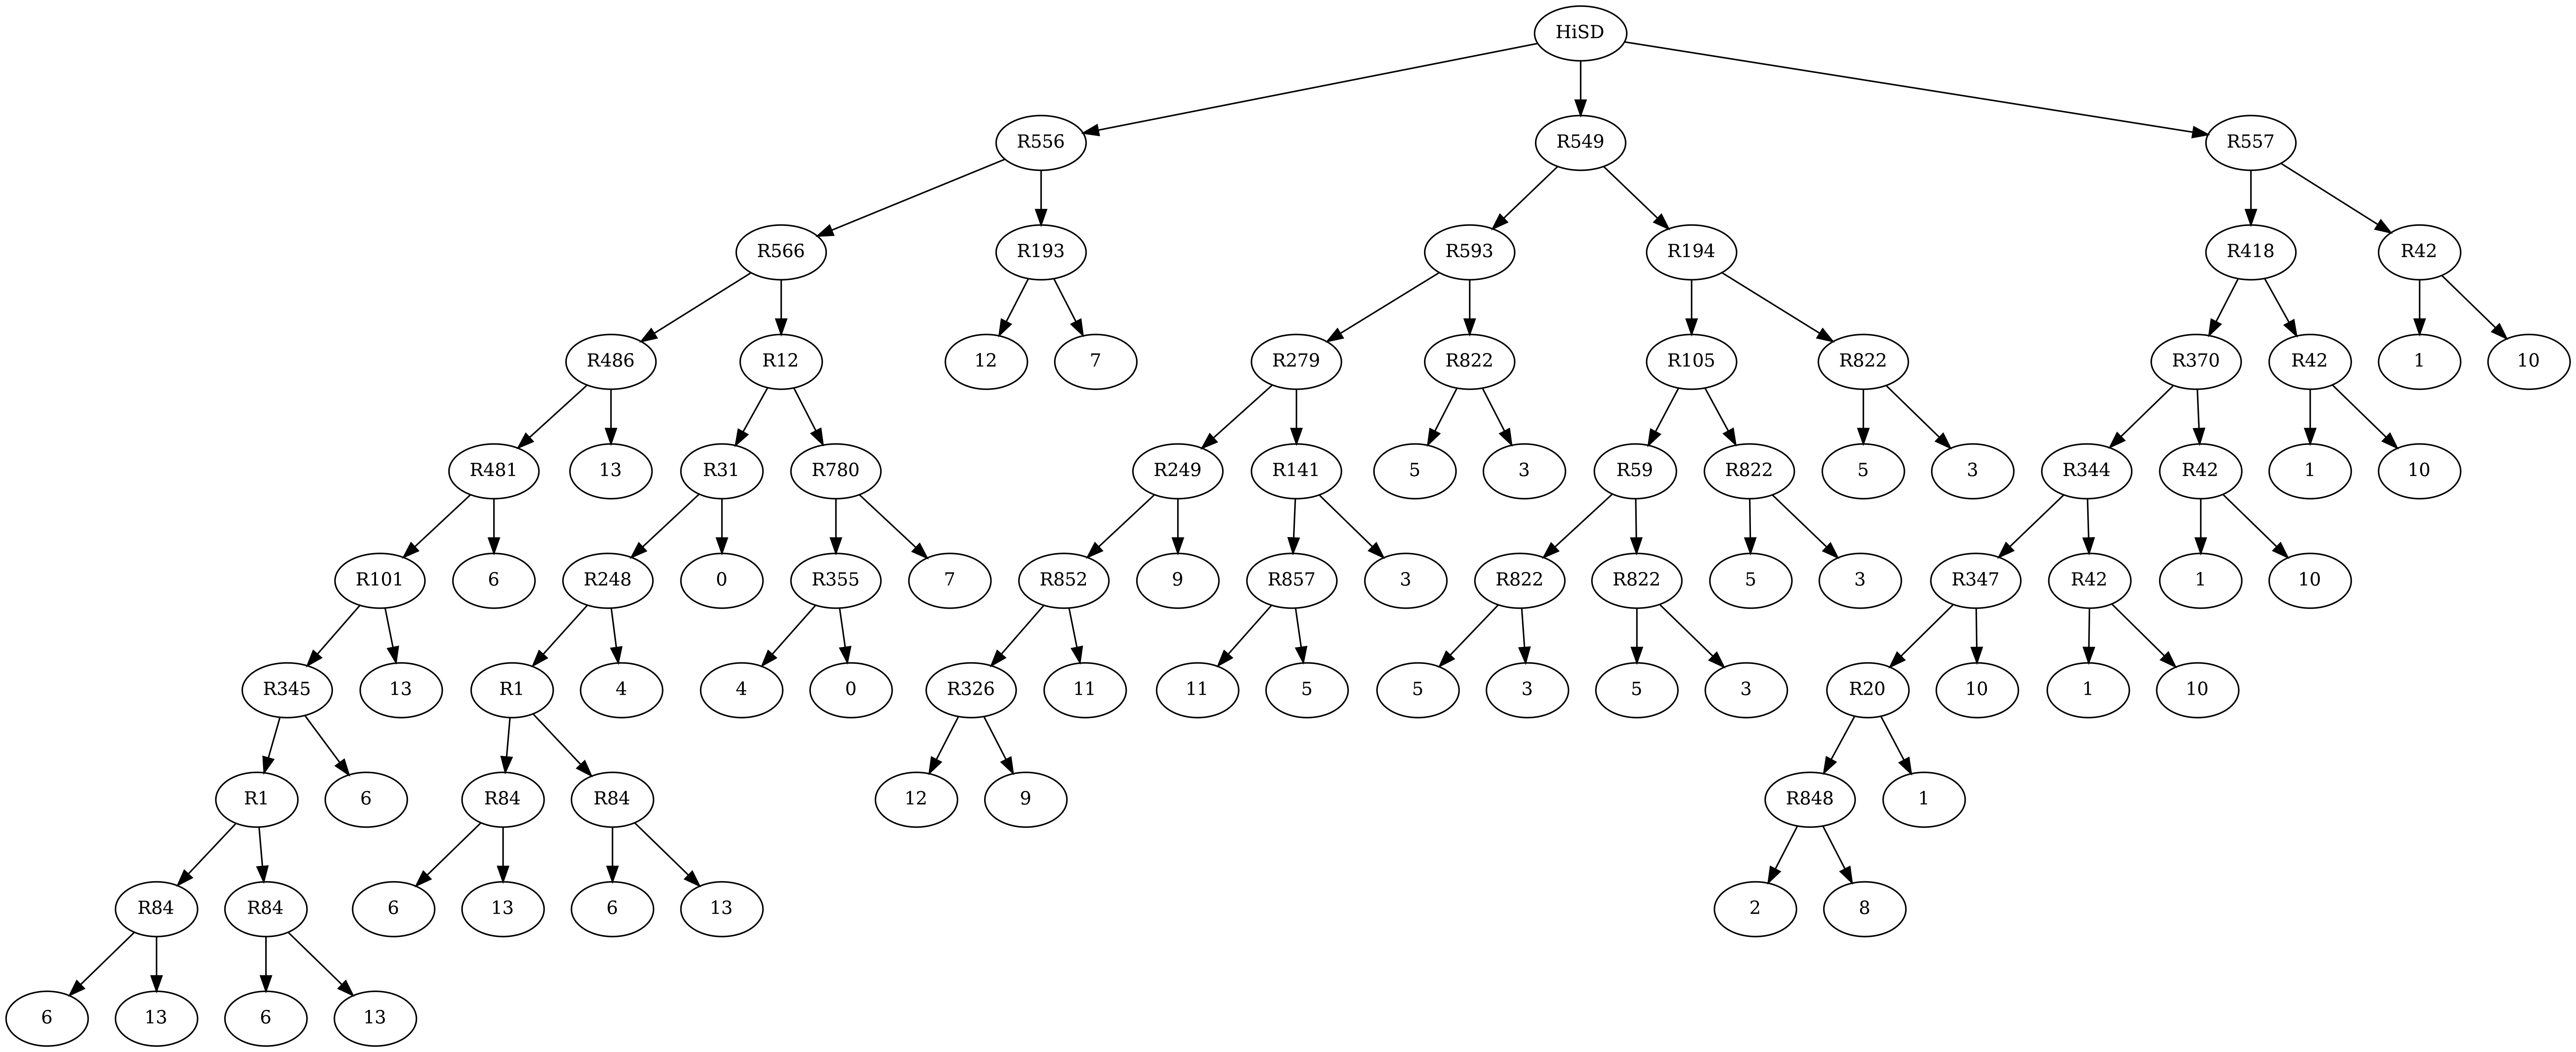 HiSD
R556 R549 R557
R566 R193 R593 R194 R418 R42
R486 R12 12 7 R279 R822 R105 R822 R370 R42 1 10
R481 13 R31 R780 R249 R141 5 3 R59 R822 5 3 R344 R42 1 10
R101 6 R248 0 R355 7 R852 9 R857 3 R822 R822 5 3 R347 R42 1 10
R345 13 R1 4 4 0 R326 11 11 5 5 3 5 3 R20 10 1 10
R1 6 R84 R84 12 9 R848 1
R84 R84 6 13 6 13 2 8
6 13 6 13